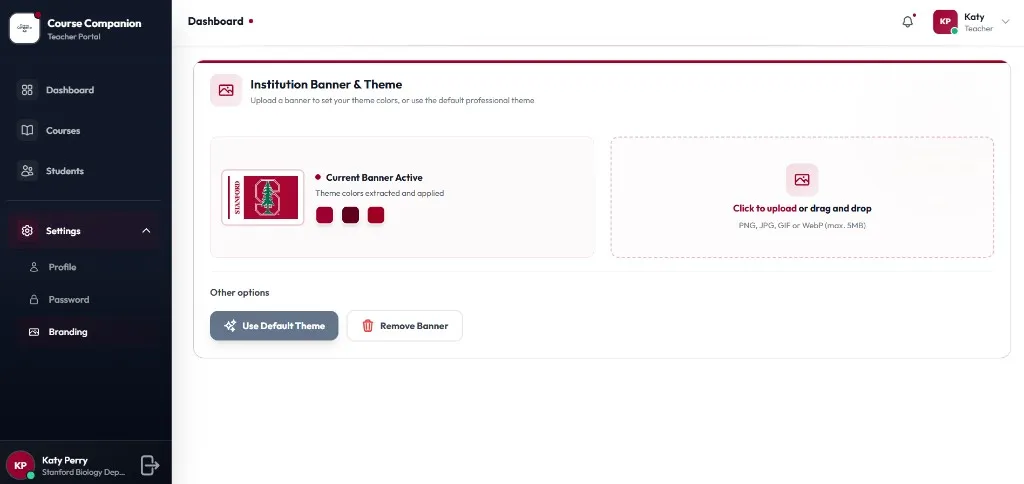 Course Companion
Teacher Portal
Dashboard
Courses
Students
Settings
Profile
Password
Branding
KP
Katy Perry
Stanford Biology Dep...
Dashboard
KP
Katy
Teacher
Institution Banner & Theme
Upload a banner to set your theme colors, or use the default professional theme
STANFORD
S
Current Banner Active
Theme colors extracted and applied
Click to upload or drag and drop
PNG, JPG, GIF or WebP (max. 5MB)
Other options
Use Default Theme
Remove Banner